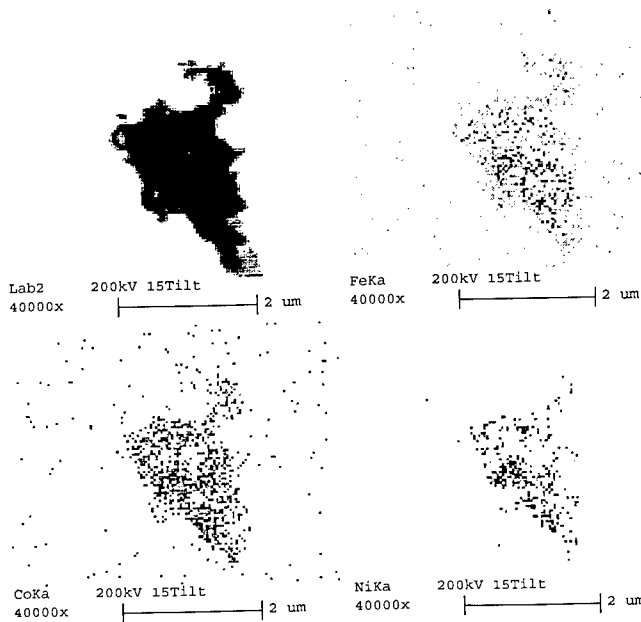 Lab2 200kV 15Tilt
40000x 2 um
FeKa 200kV 15Tilt
40000x 2 um
CoKa 200kV 15Tilt
40000x 2 um
NiKa 200kV 15Tilt
40000x 2 um